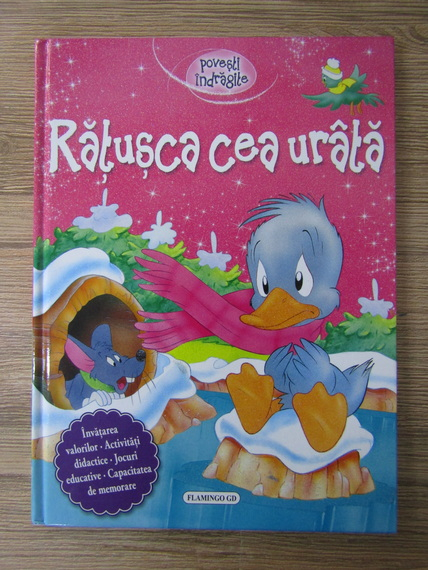 povești
îndrăgite
Rățușca cea urâtă
Învățarea
valorilor • Activități
didactice • Jocuri
educative • Capacitatea
de memorare
FLAMINGO GD